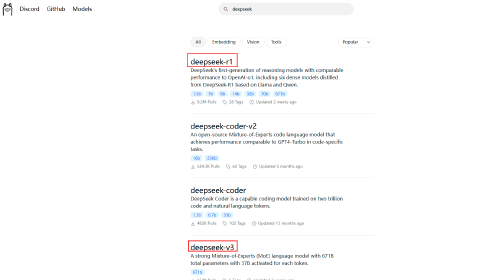 Discord GitHub Models
deepseek
All Embedding Vision Tools Popular
deepseek-r1
DeepSeek's first-generation of reasoning models with comparable
performance to OpenAI-o1, including six dense models distilled
from DeepSeek-R1 based on Llama and Qwen.
1.5b 7b 8b 14b 32b 70b 671b
9.2M Pulls 28 Tags Updated 2 weeks ago
deepseek-coder-v2
An open-source Mixture-of-Experts code language model that
achieves performance comparable to GPT4-Turbo in code-specific
tasks.
16b 236b
Pulls 64 Tags Updated 5 months ago
deepseek-coder
DeepSeek Coder is a capable coding model trained on two trillion
code and natural language tokens.
1.3b 6.7b 33b
Pulls 102 Tags Updated months ago
deepseek-v3
A strong Mixture-of-Experts (MoE) language model with 671B
total parameters with 37B activated for each token.
671b